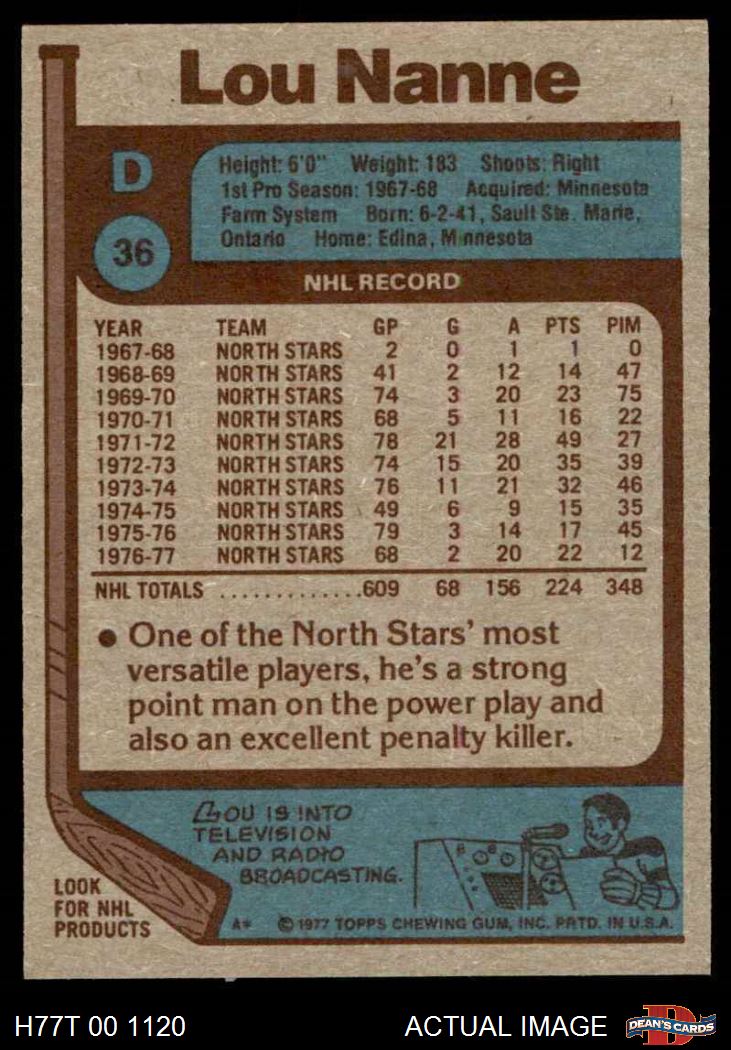 Lou Nanne
D
36
Height: 6'0" Weight: 183 Shoots: Right
1st Pro Season: 1967-68 Acquired: Minnesota
Farm System Born: 6-2-41, Sault Ste. Marie,
Ontario Home: Edina, Minnesota
NHL RECORD
YEAR TEAM GP G A PTS PIM
1967-68 NORTH STARS 2 0 1 1 0
1968-69 NORTH STARS 41 2 12 14 47
1969-70 NORTH STARS 74 3 20 23 75
1970-71 NORTH STARS 68 5 11 16 22
1971-72 NORTH STARS 78 21 28 49 27
1972-73 NORTH STARS 74 15 20 35 39
1973-74 NORTH STARS 76 11 21 32 46
1974-75 NORTH STARS 49 6 9 15 35
1975-76 NORTH STARS 79 3 14 17 45
1976-77 NORTH STARS 68 2 20 22 12
NHL TOTALS .............609 68 156 224 348
● One of the North Stars' most
versatile players, he's a strong
point man on the power play and
also an excellent penalty killer.
LOU IS INTO
TELEVISION
AND RADIO
BROADCASTING.
LOOK
FOR NHL
PRODUCTS
A* © 1977 TOPPS CHEWING GUM, INC. PRTD. IN U.S.A.
H77T 00 1120 ACTUAL IMAGE D DEAN'S CARDS